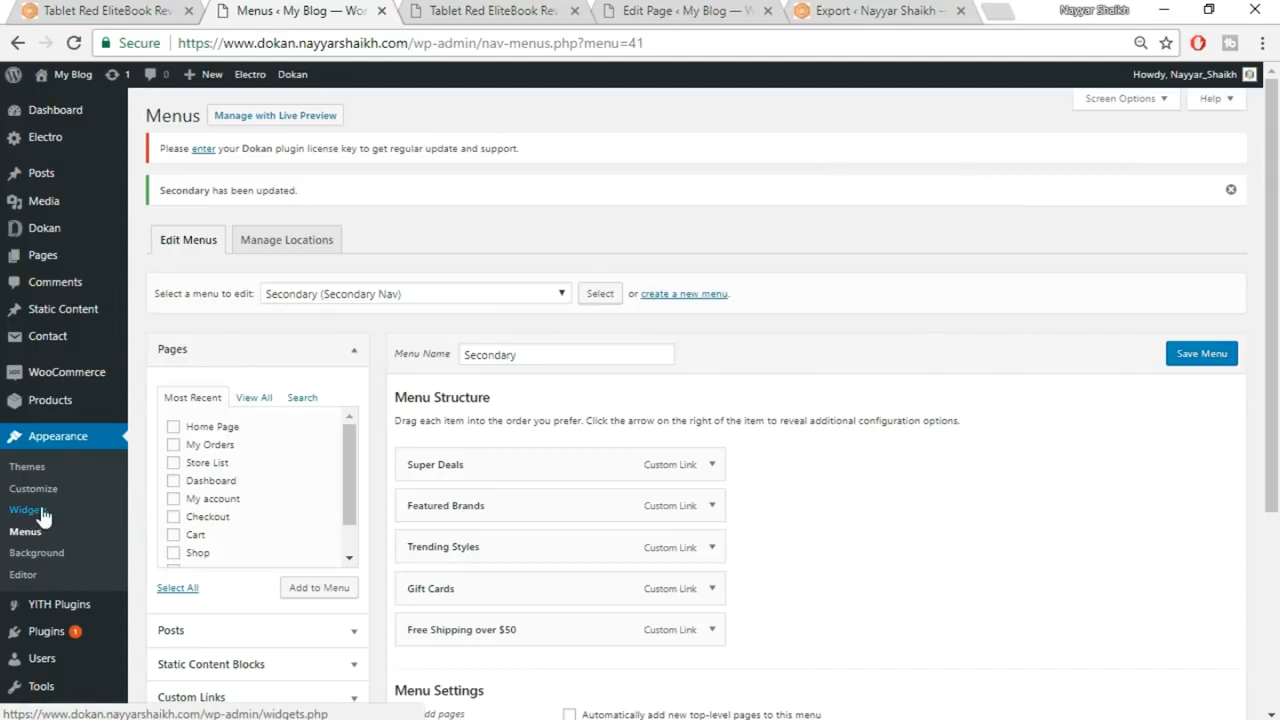 Tablet Red EliteBook Rev
Menus ‹ My Blog — Wor
Tablet Red EliteBook Rev
Edit Page ‹ My Blog — W
Export ‹ Nayyar Shaikh —
Nayyar Shaikh
Secure https://www.dokan.nayyarshaikh.com/wp-admin/nav-menus.php?menu=41
My Blog 1 0 New Electro Dokan Howdy, Nayyar_Shaikh
Screen Options Help
Dashboard
Electro
Posts
Media
Dokan
Pages
Comments
Static Content
Contact
WooCommerce
Products
Appearance
Themes
Customize
Widgets
Menus
Background
Editor
YITH Plugins
Plugins 1
Users
Tools
Menus Manage with Live Preview
Please enter your Dokan plugin license key to get regular update and support.
Secondary has been updated.
Edit Menus Manage Locations
Select a menu to edit: Secondary (Secondary Nav) Select or create a new menu.
Pages
Most Recent View All Search
Home Page
My Orders
Store List
Dashboard
My account
Checkout
Cart
Shop
Select All Add to Menu
Posts
Static Content Blocks
Custom Links
Menu Name Secondary Save Menu
Menu Structure
Drag each item into the order you prefer. Click the arrow on the right of the item to reveal additional configuration options.
Super Deals Custom Link
Featured Brands Custom Link
Trending Styles Custom Link
Gift Cards Custom Link
Free Shipping over $50 Custom Link
Menu Settings
dd pages Automatically add new top-level pages to this menu
https://www.dokan.nayyarshaikh.com/wp-admin/widgets.php